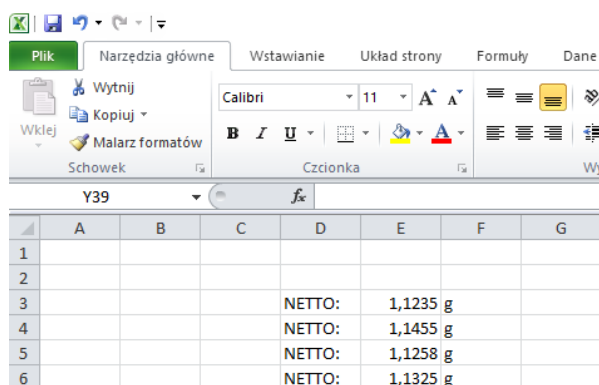 Plik Narzędzia główne Wstawianie Układ strony Formuły Dane
Wytnij
Kopiuj
Malarz formatów
Wklej
Calibri 11 A A
B I U A
Schowek Czcionka Wy
Y39 fx
A B C D E F G
1
2
3 NETTO: 1,1235 g
4 NETTO: 1,1455 g
5 NETTO: 1,1258 g
6 NETTO: 1,1325 g